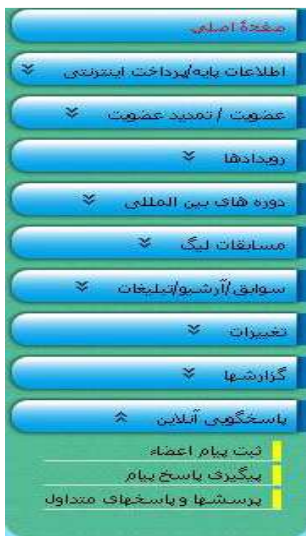 صفحهٔ اصلی
اطلاعات پایه/پرداخت اینترنتی
عضویت / تمدید عضویت
رویدادها
دوره های بین المللی
مسابقات لیگ
سوابق/آرشیو/تبلیغات
تغییرات
گزارشها
پاسخگویی آنلاین
ثبت پیام اعضاء
پیگیری پاسخ پیام
پرسشها و پاسخهای متداول